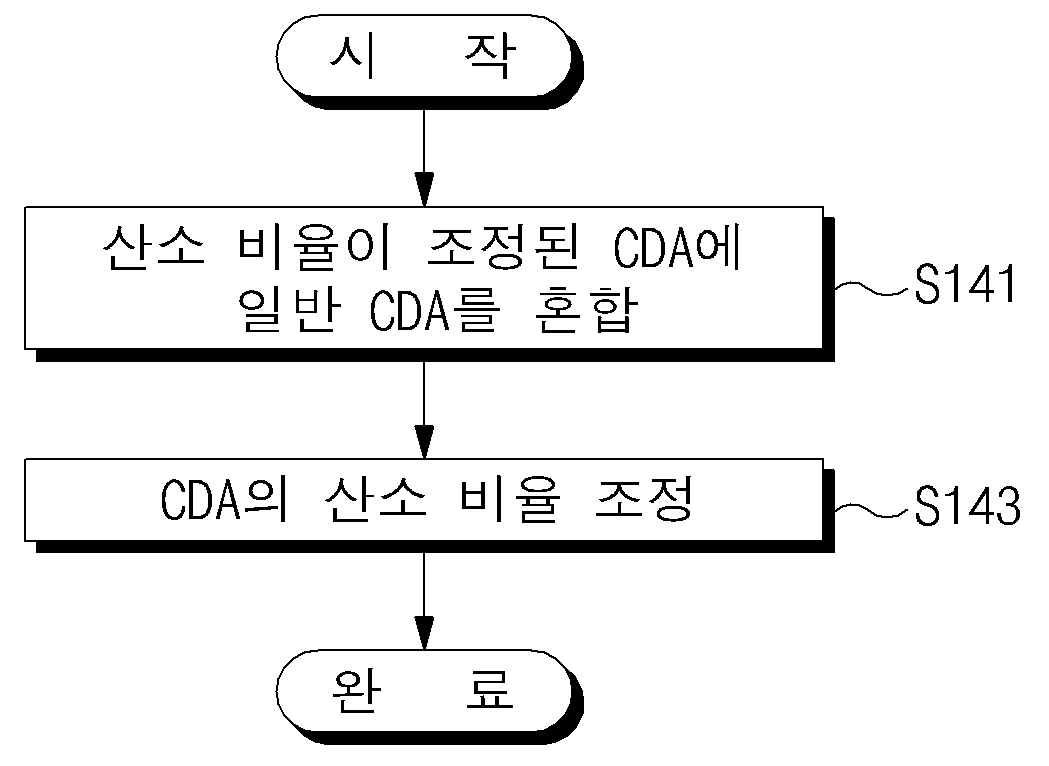 시 작
산소 비율이 조정된 CDA에
일반 CDA를 혼합
S141
CDA의 산소 비율 조정
S143
완 료